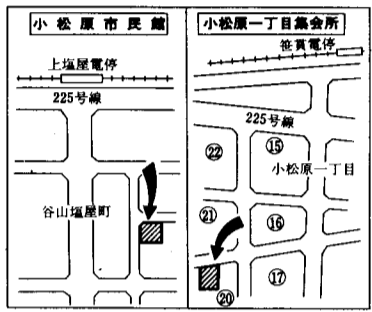 小松原市民館
上塩屋電停
225号線
谷山塩屋町
小松原一丁目集会所
笹貫電停
225号線
㉒
⑮
小松原一丁目
㉑
⑯
⑰
⑳